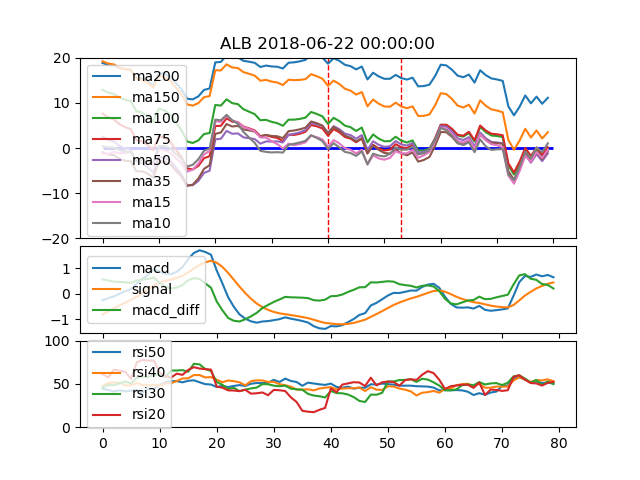 ALB 2018-06-22 00:00:00
20
10
0
−10
−20
ma200
ma150
ma100
ma75
ma50
ma35
ma15
ma10
1
0
−1
macd
signal
macd_diff
100
50
0
rsi50
rsi40
rsi30
rsi20
0 10 20 30 40 50 60 70 80